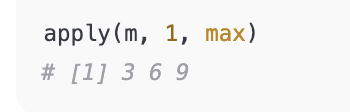 apply(m, 1, max)
# [1] 3 6 9